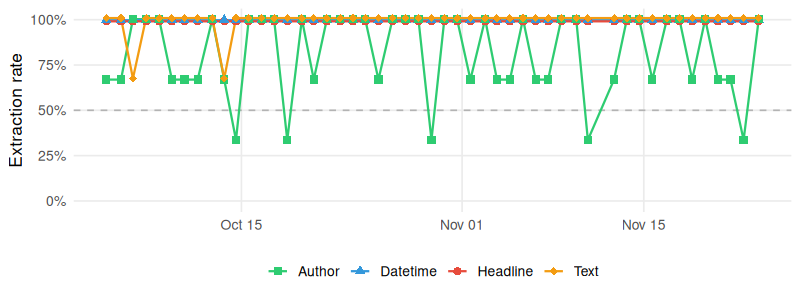 Extraction rate
100%
75%
50%
25%
0%
Oct 15 Nov 01 Nov 15
Author Datetime Headline Text